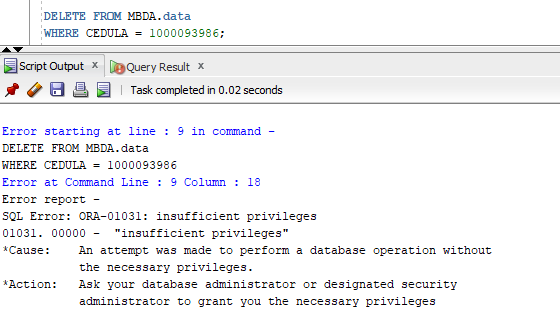 DELETE FROM MBDA.data
WHERE CEDULA = 1000093986;
Script Output x Query Result x
Task completed in 0.02 seconds
Error starting at line : 9 in command -
DELETE FROM MBDA.data
WHERE CEDULA = 1000093986
Error at Command Line : 9 Column : 18
Error report -
SQL Error: ORA-01031: insufficient privileges
01031. 00000 -  "insufficient privileges"
*Cause:    An attempt was made to perform a database operation without
           the necessary privileges.
*Action:   Ask your database administrator or designated security
           administrator to grant you the necessary privileges